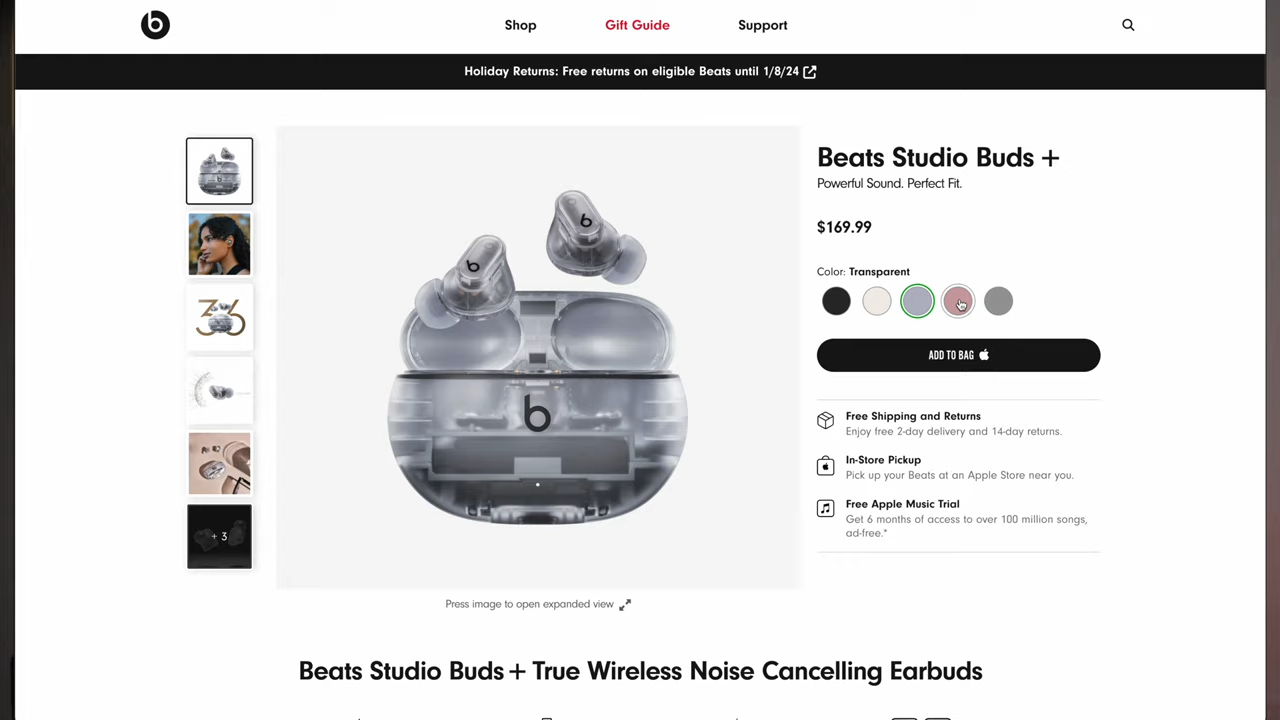 Shop
Gift Guide
Support
Holiday Returns: Free returns on eligible Beats until 1/8/24
Beats Studio Buds +
Powerful Sound. Perfect Fit.
$169.99
Color: Transparent
ADD TO BAG
Free Shipping and Returns
Enjoy free 2-day delivery and 14-day returns.
In-Store Pickup
Pick up your Beats at an Apple Store near you.
Free Apple Music Trial
Get 6 months of access to over 100 million songs,
ad-free.*
36
+ 3
b
b
b
Press image to open expanded view
Beats Studio Buds + True Wireless Noise Cancelling Earbuds